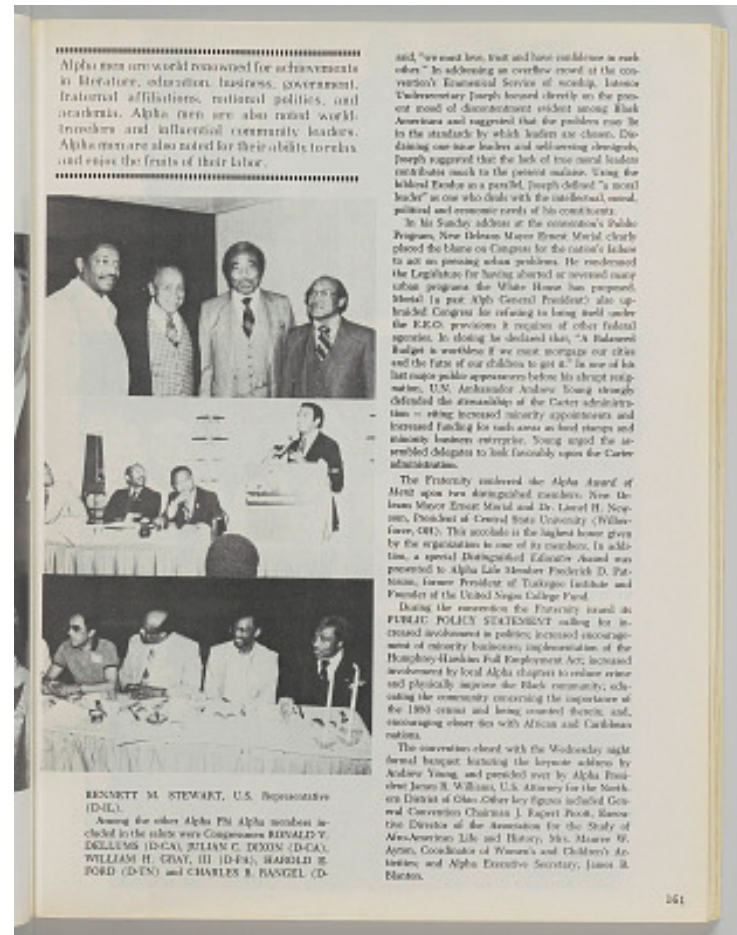 Alpha men are world renowned for achievements
in literature, education, business, government,
fraternal affiliations, national politics, and
academia. Alpha men are also noted world-
travelers and influential community leaders.
Alpha men are also noted for their ability to relax
and enjoy the fruits of their labor.
BENNETT M. STEWART, U.S. Representative
(D-IL).
Among the other Alpha Phi Alpha members in-
cluded in the salute were Congressmen RONALD V.
DELLUMS (D-CA), JULIAN C. DIXON (D-CA),
WILLIAM H. GRAY, III (D-PA), HAROLD E.
FORD (D-TN) and CHARLES B. RANGEL (D-
said, "we must love, trust and have confidence in each
other." In addressing an overflow crowd at the con-
vention's Ecumenical Service of worship, Interior
Undersecretary Joseph focused directly on the pres-
ent mood of discontentment evident among Black
Americans and suggested that the problem may lie
in the standards by which leaders are chosen. Dis-
daining one-issue leaders and self-serving demigods,
Joseph suggested that the lack of true moral leaders
contributes much to the present malaise. Using the
biblical Exodus as a parallel, Joseph defined "a moral
leader" as one who deals with the intellectual, moral,
political and economic needs of his constituents.
In his Sunday address at the convention's Public
Program, New Orleans Mayor Ernest Morial clearly
placed the blame on Congress for the nation's failure
to act on pressing urban problems. He condemned
the Legislature for having aborted or reversed many
urban programs the White House has proposed.
Morial (a past Alph General President) also up-
braided Congress for refusing to bring itself under
the E.E.O. provisions it requires of other federal
agencies. In closing he declared that, "A Balanced
Budget is worthless if we must mortgage our cities
and the futre of our children to get it." In one of his
last major public appearances before his abrupt resig-
nation, U.N. Ambassador Andrew Young strongly
defended the stewardship of the Carter administra-
tion — citing increased minority appointments and
increased funding for such areas as food stamps and
minority business enterprise. Young urged the as-
sembled delegates to look favorably upon the Carter
administration.
The Fraternity conferred the Alpha Award of
Merit upon two distinguished members: New Or-
leans Mayor Ernest Morial and Dr. Lionel H. New-
som, President of Central State University (Wilber-
force, OH). This accolade is the highest honor given
by the organization to one of its members. In addi-
tion, a special Distinguished Educator Award was
presented to Alpha Life Member Frederick D. Pat-
terson, former President of Tuskegee Institute and
Founder of the United Negro College Fund.
During the convention the Fraternity issued its
PUBLIC POLICY STATEMENT calling for in-
creased involvement in politics; increased encourage-
ment of minority businesses; implementation of the
Humphrey-Hawkins Full Employment Act; increased
involvement by local Alpha chapters to reduce crime
and physically improve the Black community; edu-
cating the community concerning the importance of
the 1980 census and being counted therein; and,
encouraging closer ties with African and Caribbean
nations.
The convention closed with the Wednesday night
formal banquet featuring the keynote address by
Andrew Young, and presided over by Alpha Presi-
dent James R. Williams, U.S. Attorney for the North-
ern District of Ohio. Other key figures included Gen-
eral Convention Chairman J. Rupert Picott, Execu-
tive Director of the Association for the Study of
Afro-American Life and History, Mrs. Mauree W.
Ayton, Coordinator of Women's and Children's Ac-
tivities; and Alpha Executive Secretary, James B.
Blanton.
161